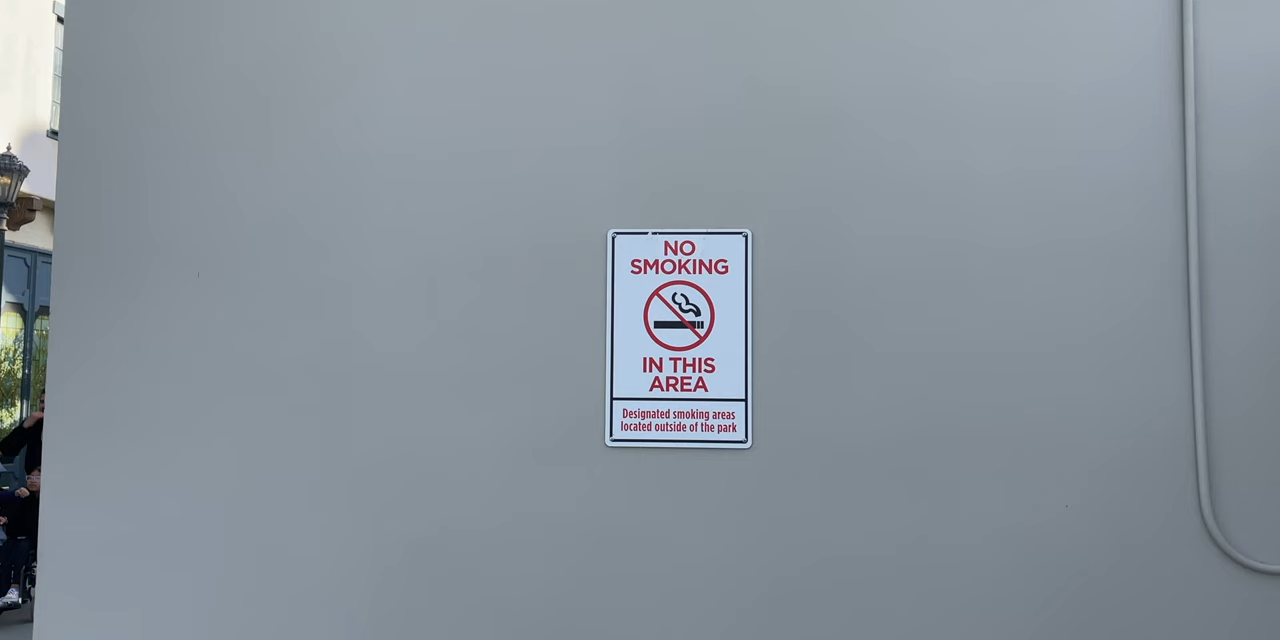 NO
SMOKING
IN THIS
AREA
Designated smoking areas
located outside of the park